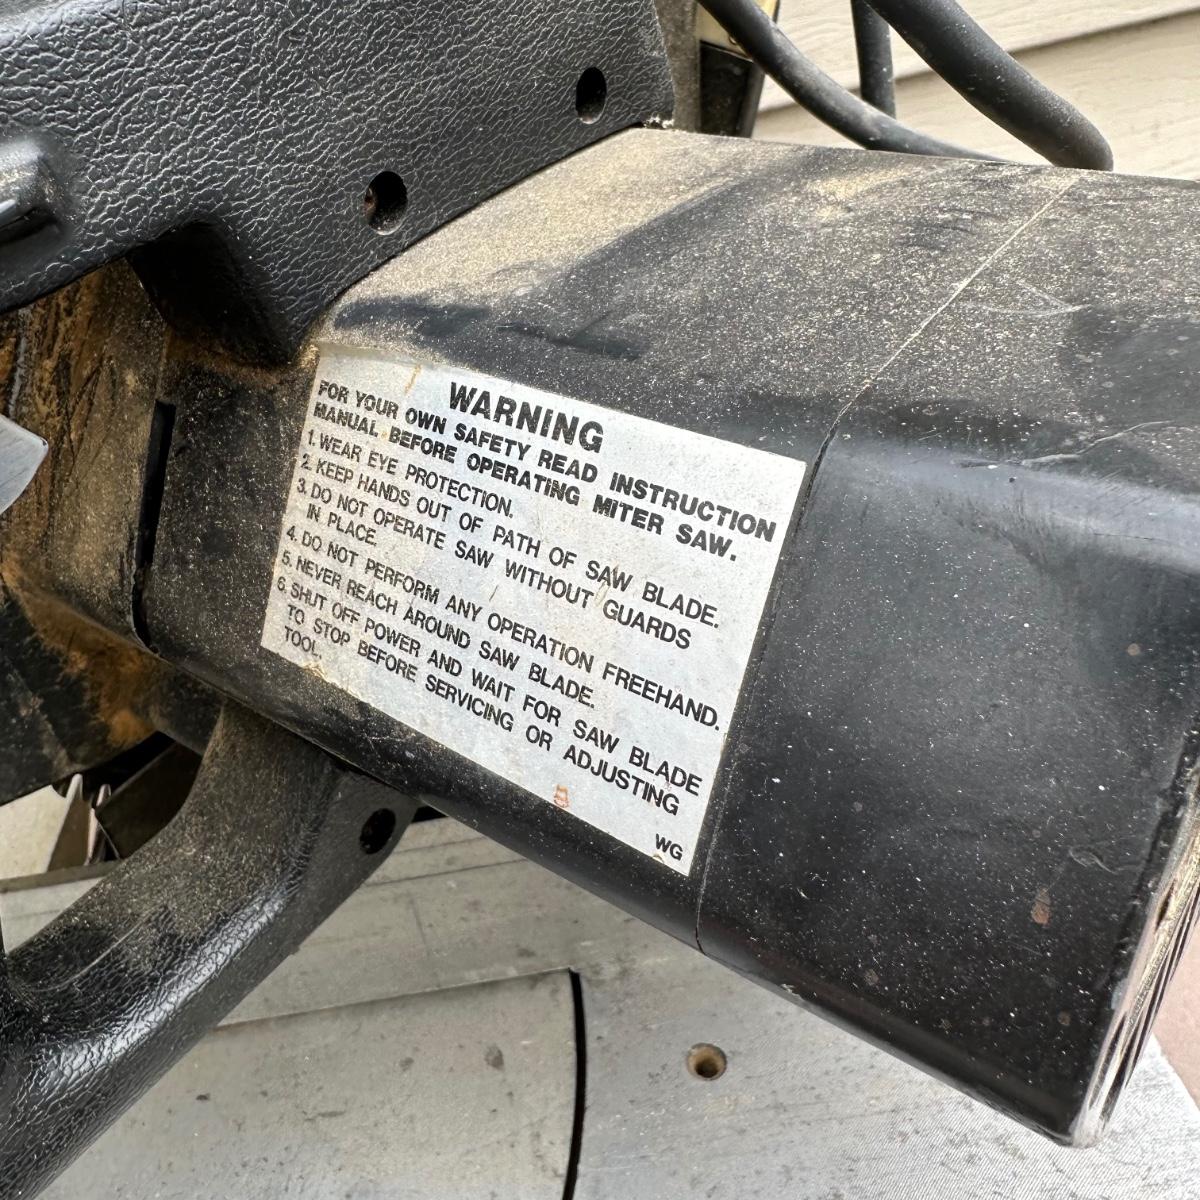 WARNING
FOR YOUR OWN SAFETY READ INSTRUCTION
MANUAL BEFORE OPERATING MITER SAW.
1. WEAR EYE PROTECTION.
2. KEEP HANDS OUT OF PATH OF SAW BLADE.
3. DO NOT OPERATE SAW WITHOUT GUARDS
IN PLACE.
4. DO NOT PERFORM ANY OPERATION FREEHAND.
5. NEVER REACH AROUND SAW BLADE.
6. SHUT OFF POWER AND WAIT FOR SAW BLADE
TO STOP BEFORE SERVICING OR ADJUSTING
TOOL.
WG